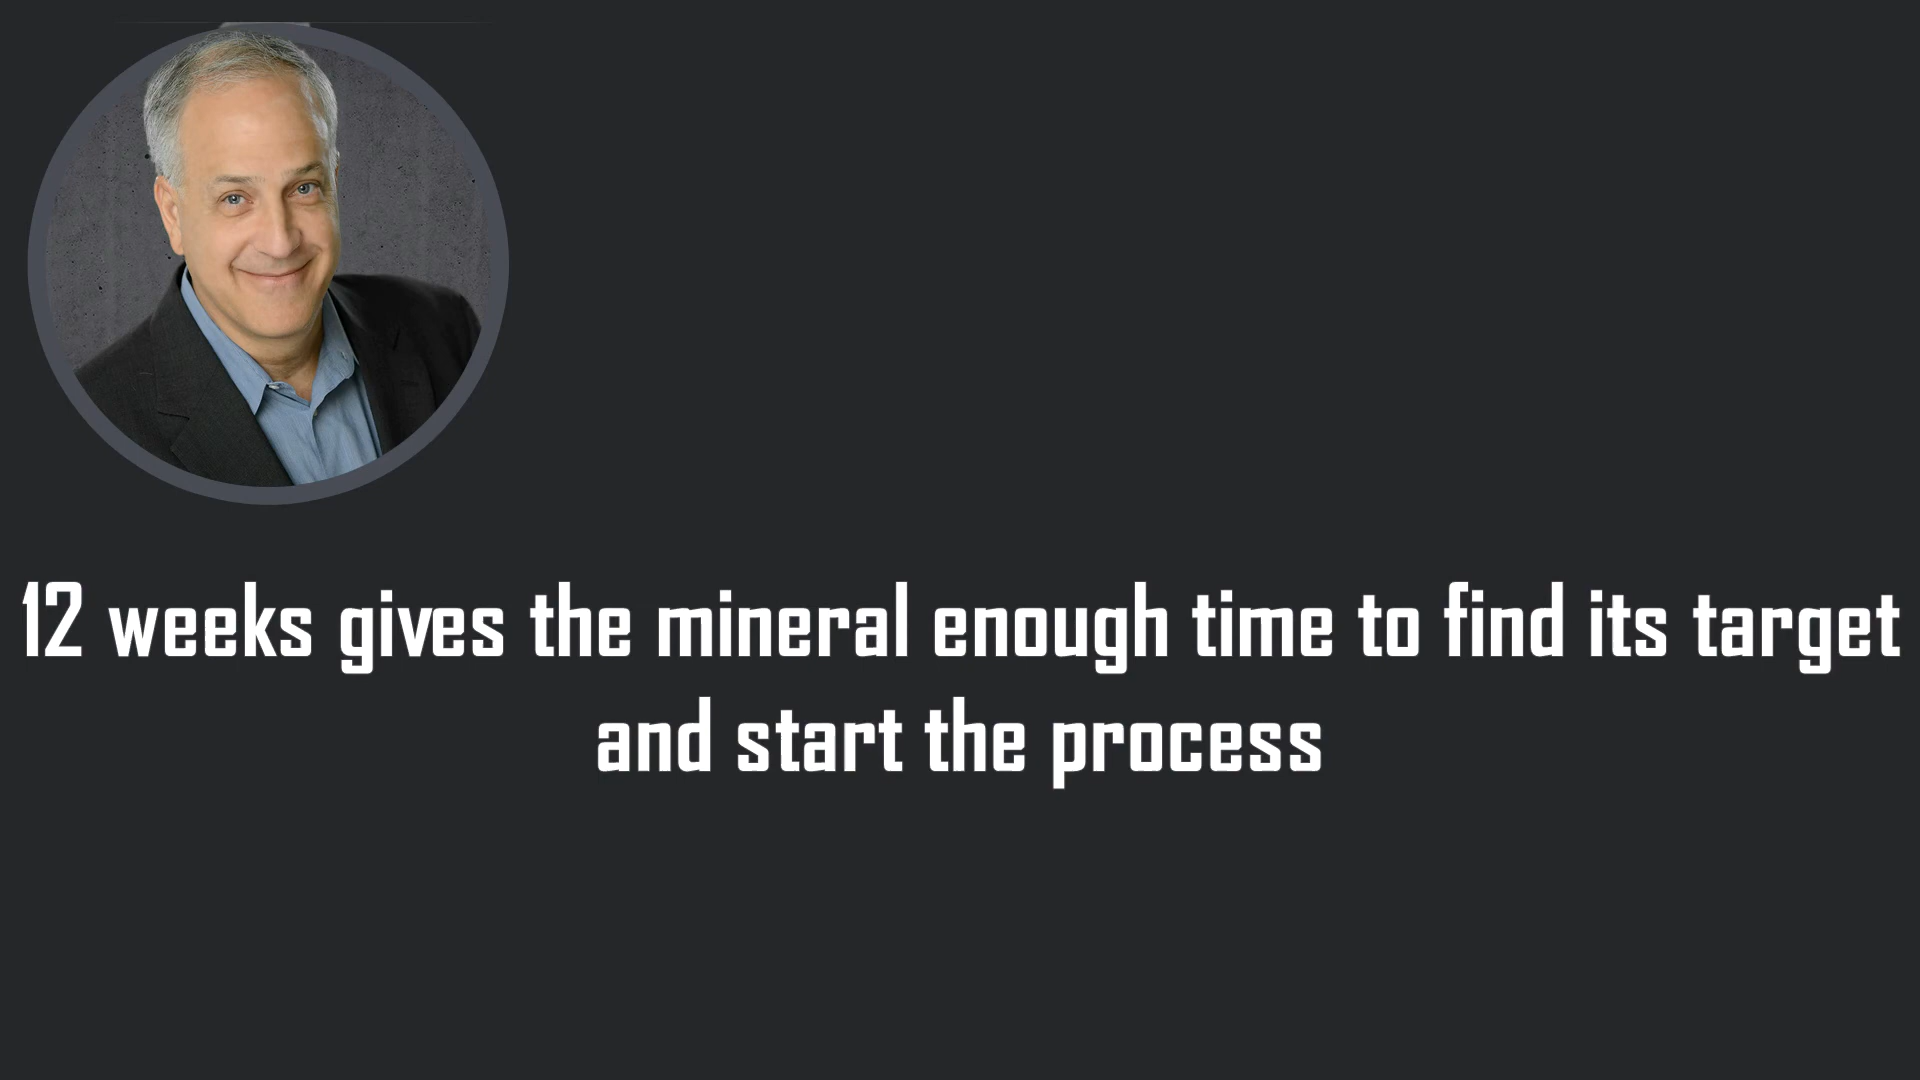 12 weeks gives the mineral enough time to find its target
and start the process